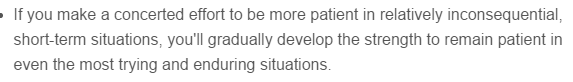 • If you make a concerted effort to be more patient in relatively inconsequential,
short-term situations, you'll gradually develop the strength to remain patient in
even the most trying and enduring situations.